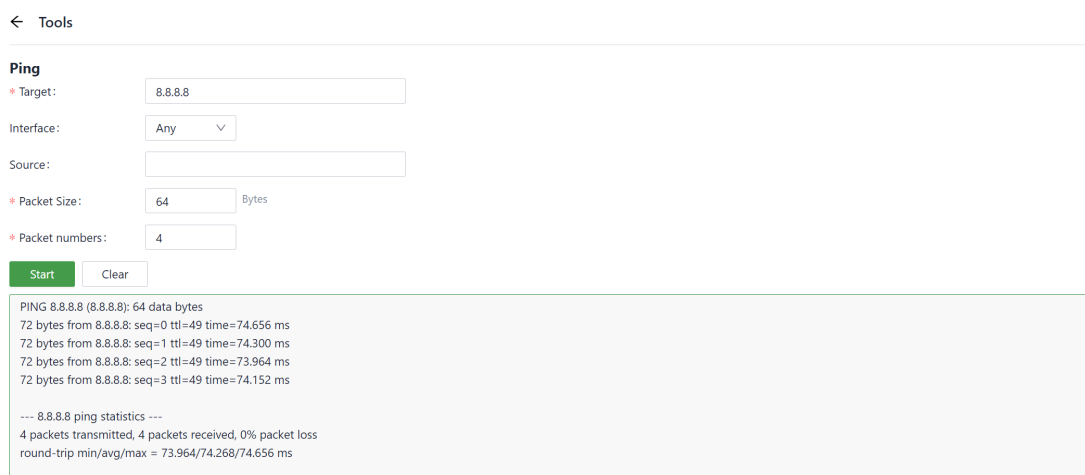 Tools
Ping
* Target:
8.8.8.8
Interface:
Any
Source:
* Packet Size:
64
Bytes
* Packet numbers:
4
Start
Clear
PING 8.8.8.8 (8.8.8.8): 64 data bytes
72 bytes from 8.8.8.8: seq=0 ttl=49 time=74.656 ms
72 bytes from 8.8.8.8: seq=1 ttl=49 time=74.300 ms
72 bytes from 8.8.8.8: seq=2 ttl=49 time=73.964 ms
72 bytes from 8.8.8.8: seq=3 ttl=49 time=74.152 ms
--- 8.8.8.8 ping statistics ---
4 packets transmitted, 4 packets received, 0% packet loss
round-trip min/avg/max = 73.964/74.268/74.656 ms